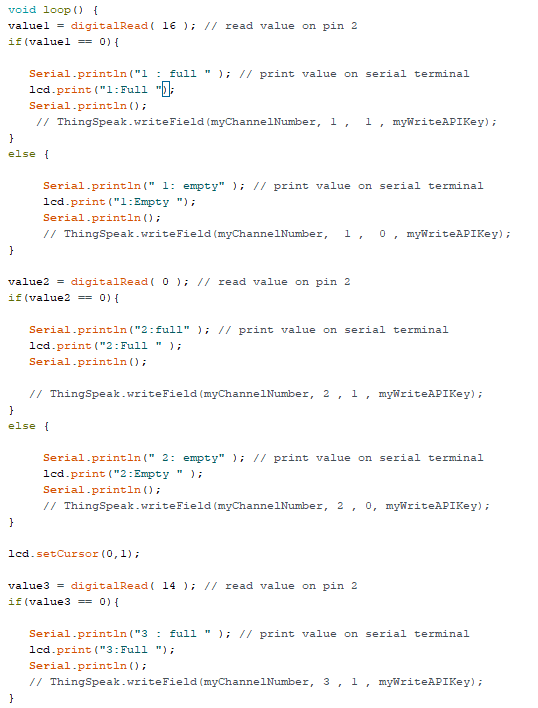 void loop() {
value1 = digitalRead( 16 ); // read value on pin 2
if(value1 == 0){
Serial.println("1 : full " ); // print value on serial terminal
lcd.print("1:Full ");
Serial.println();
// ThingSpeak.writeField(myChannelNumber, 1 ,  1 , myWriteAPIKey);
}
else {
Serial.println(" 1: empty" ); // print value on serial terminal
lcd.print("1:Empty ");
Serial.println();
// ThingSpeak.writeField(myChannelNumber,  1 ,  0 , myWriteAPIKey);
}
value2 = digitalRead( 0 ); // read value on pin 2
if(value2 == 0){
Serial.println("2:full" ); // print value on serial terminal
lcd.print("2:Full " );
Serial.println();
// ThingSpeak.writeField(myChannelNumber, 2 , 1 , myWriteAPIKey);
}
else {
Serial.println(" 2: empty" ); // print value on serial terminal
lcd.print("2:Empty " );
Serial.println();
// ThingSpeak.writeField(myChannelNumber, 2 , 0, myWriteAPIKey);
}
lcd.setCursor(0,1);
value3 = digitalRead( 14 ); // read value on pin 2
if(value3 == 0){
Serial.println("3 : full " ); // print value on serial terminal
lcd.print("3:Full ");
Serial.println();
// ThingSpeak.writeField(myChannelNumber, 3 , 1 , myWriteAPIKey);
}